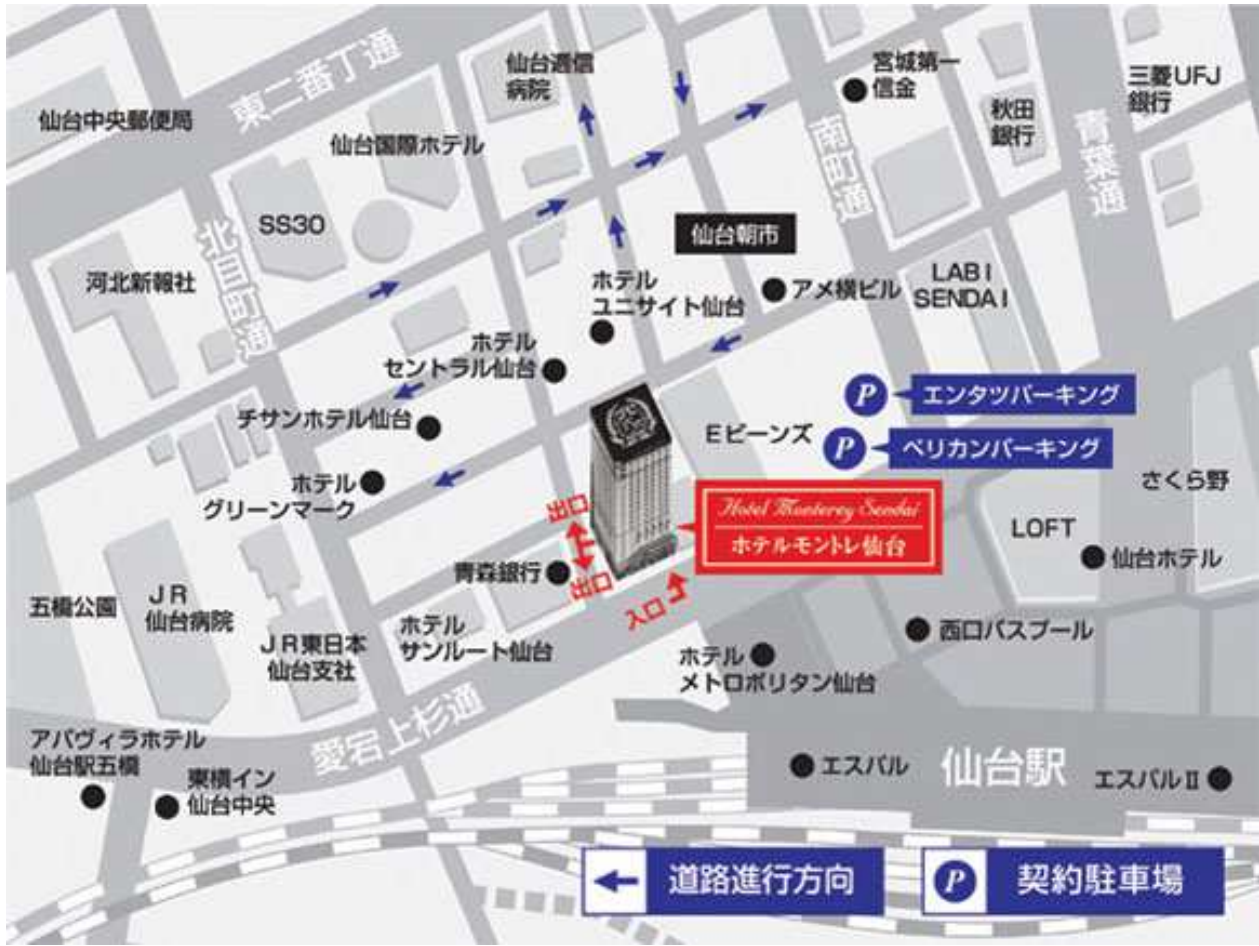 仙台逓信
病院
宮城第一
信金
三菱UFJ
銀行
東二番丁通
仙台中央郵便局
仙台国際ホテル
秋田
銀行
南町通
青葉通
SS30
北目町通
仙台朝市
河北新報社
ホテル
ユニサイト仙台
アメ横ビル
LABI
SENDAI
ホテル
セントラル仙台
P
エンタツパーキング
チサンホテル仙台
Eビーンズ
P
ペリカンパーキング
ホテル
グリーンマーク
さくら野
出口
Hotel Monterey Sendai
ホテルモントレ仙台
LOFT
仙台ホテル
青森銀行
出口
入口
五橋公園
JR
仙台病院
JR東日本
仙台支社
ホテル
サンルート仙台
西口バスプール
ホテル
メトロポリタン仙台
愛宕上杉通
アパヴィラホテル
仙台駅五橋
東横イン
仙台中央
エスパル
仙台駅
エスパルII
道路進行方向
P
契約駐車場